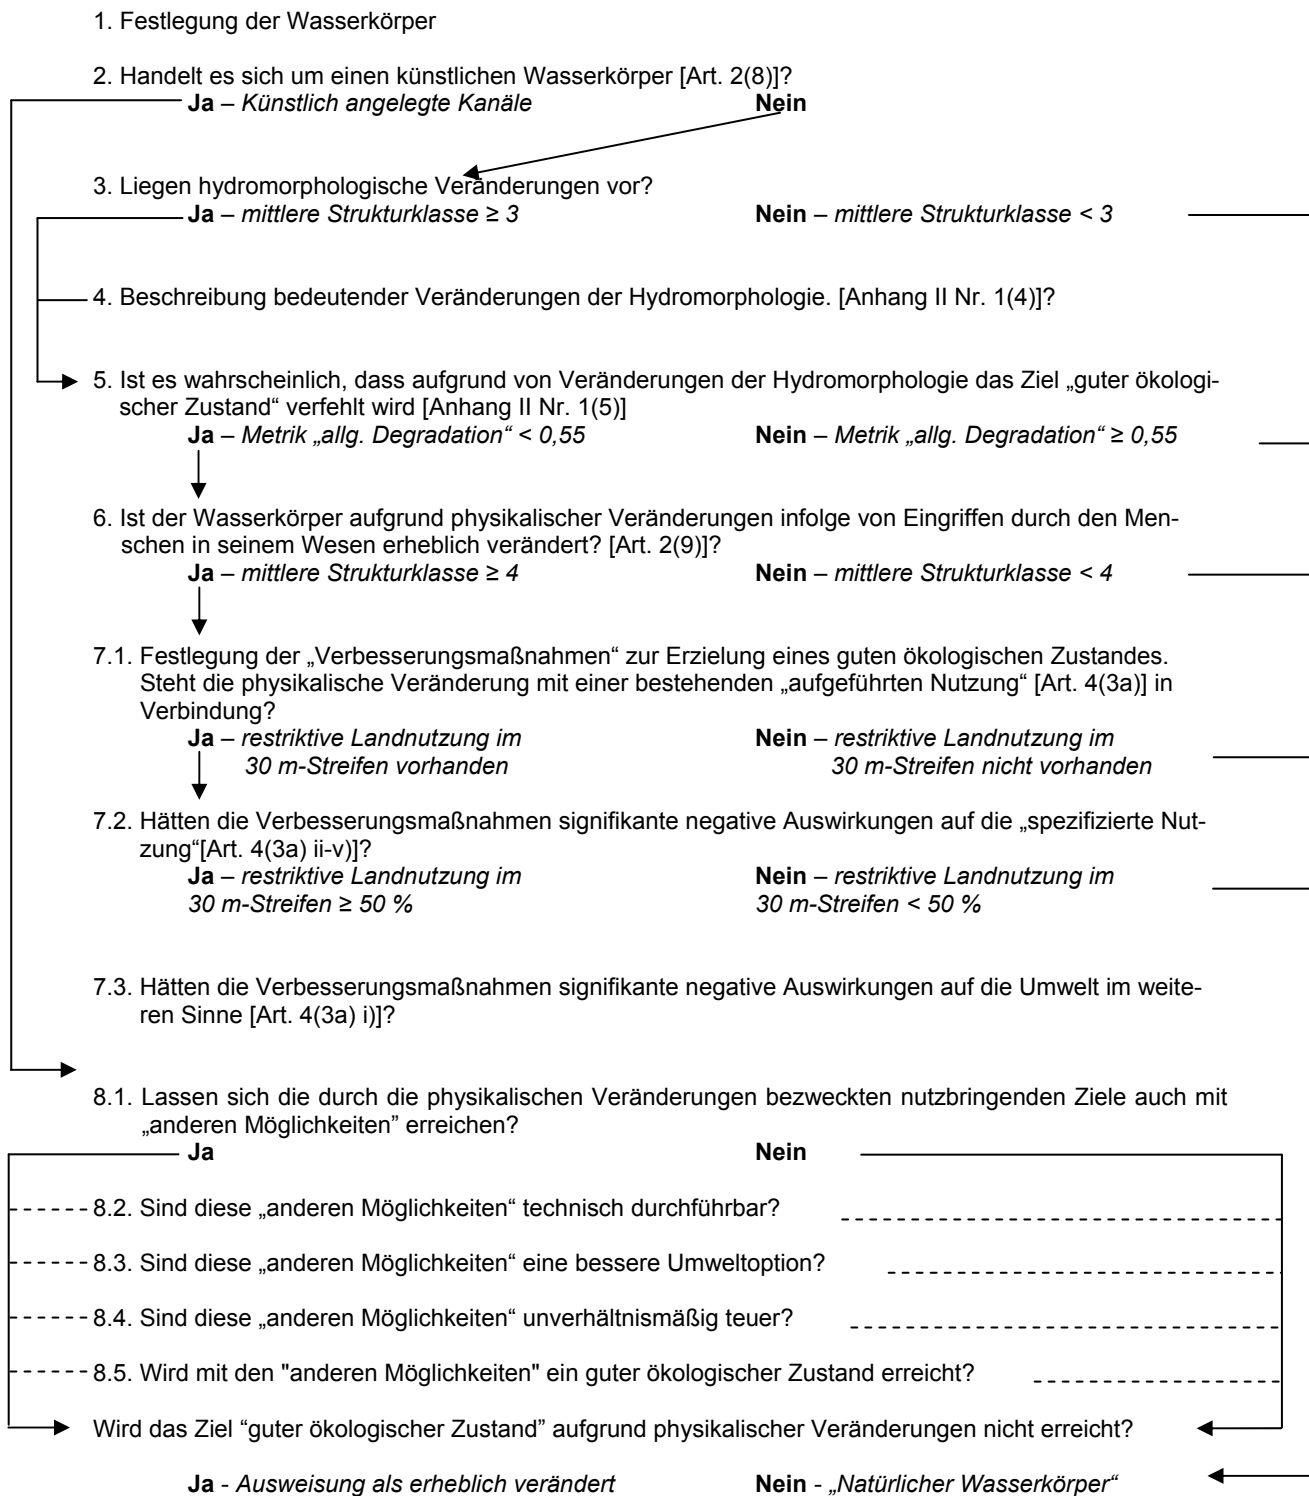 1. Festlegung der Wasserkörper
2. Handelt es sich um einen künstlichen Wasserkörper [Art. 2(8)]?
Ja – Künstlich angelegte Kanäle Nein
3. Liegen hydromorphologische Veränderungen vor?
Ja – mittlere Strukturklasse ≥ 3 Nein – mittlere Strukturklasse < 3
4. Beschreibung bedeutender Veränderungen der Hydromorphologie. [Anhang II Nr. 1(4)]?
5. Ist es wahrscheinlich, dass aufgrund von Veränderungen der Hydromorphologie das Ziel „guter ökologi-
scher Zustand“ verfehlt wird [Anhang II Nr. 1(5)]
Ja – Metrik „allg. Degradation“ < 0,55 Nein – Metrik „allg. Degradation“ ≥ 0,55
6. Ist der Wasserkörper aufgrund physikalischer Veränderungen infolge von Eingriffen durch den Men-
schen in seinem Wesen erheblich verändert? [Art. 2(9)]?
Ja – mittlere Strukturklasse ≥ 4 Nein – mittlere Strukturklasse < 4
7.1. Festlegung der „Verbesserungsmaßnahmen“ zur Erzielung eines guten ökologischen Zustandes.
Steht die physikalische Veränderung mit einer bestehenden „aufgeführten Nutzung“ [Art. 4(3a)] in
Verbindung?
Ja – restriktive Landnutzung im Nein – restriktive Landnutzung im
30 m-Streifen vorhanden 30 m-Streifen nicht vorhanden
7.2. Hätten die Verbesserungsmaßnahmen signifikante negative Auswirkungen auf die „spezifizierte Nut-
zung“[Art. 4(3a) ii-v)]?
Ja – restriktive Landnutzung im Nein – restriktive Landnutzung im
30 m-Streifen ≥ 50 % 30 m-Streifen < 50 %
7.3. Hätten die Verbesserungsmaßnahmen signifikante negative Auswirkungen auf die Umwelt im weite-
ren Sinne [Art. 4(3a) i)]?
8.1. Lassen sich die durch die physikalischen Veränderungen bezweckten nutzbringenden Ziele auch mit
„anderen Möglichkeiten” erreichen?
Ja Nein
8.2. Sind diese „anderen Möglichkeiten“ technisch durchführbar?
8.3. Sind diese „anderen Möglichkeiten“ eine bessere Umweltoption?
8.4. Sind diese „anderen Möglichkeiten“ unverhältnismäßig teuer?
8.5. Wird mit den "anderen Möglichkeiten" ein guter ökologischer Zustand erreicht?
Wird das Ziel “guter ökologischer Zustand” aufgrund physikalischer Veränderungen nicht erreicht?
Ja - Ausweisung als erheblich verändert Nein - „Natürlicher Wasserkörper“